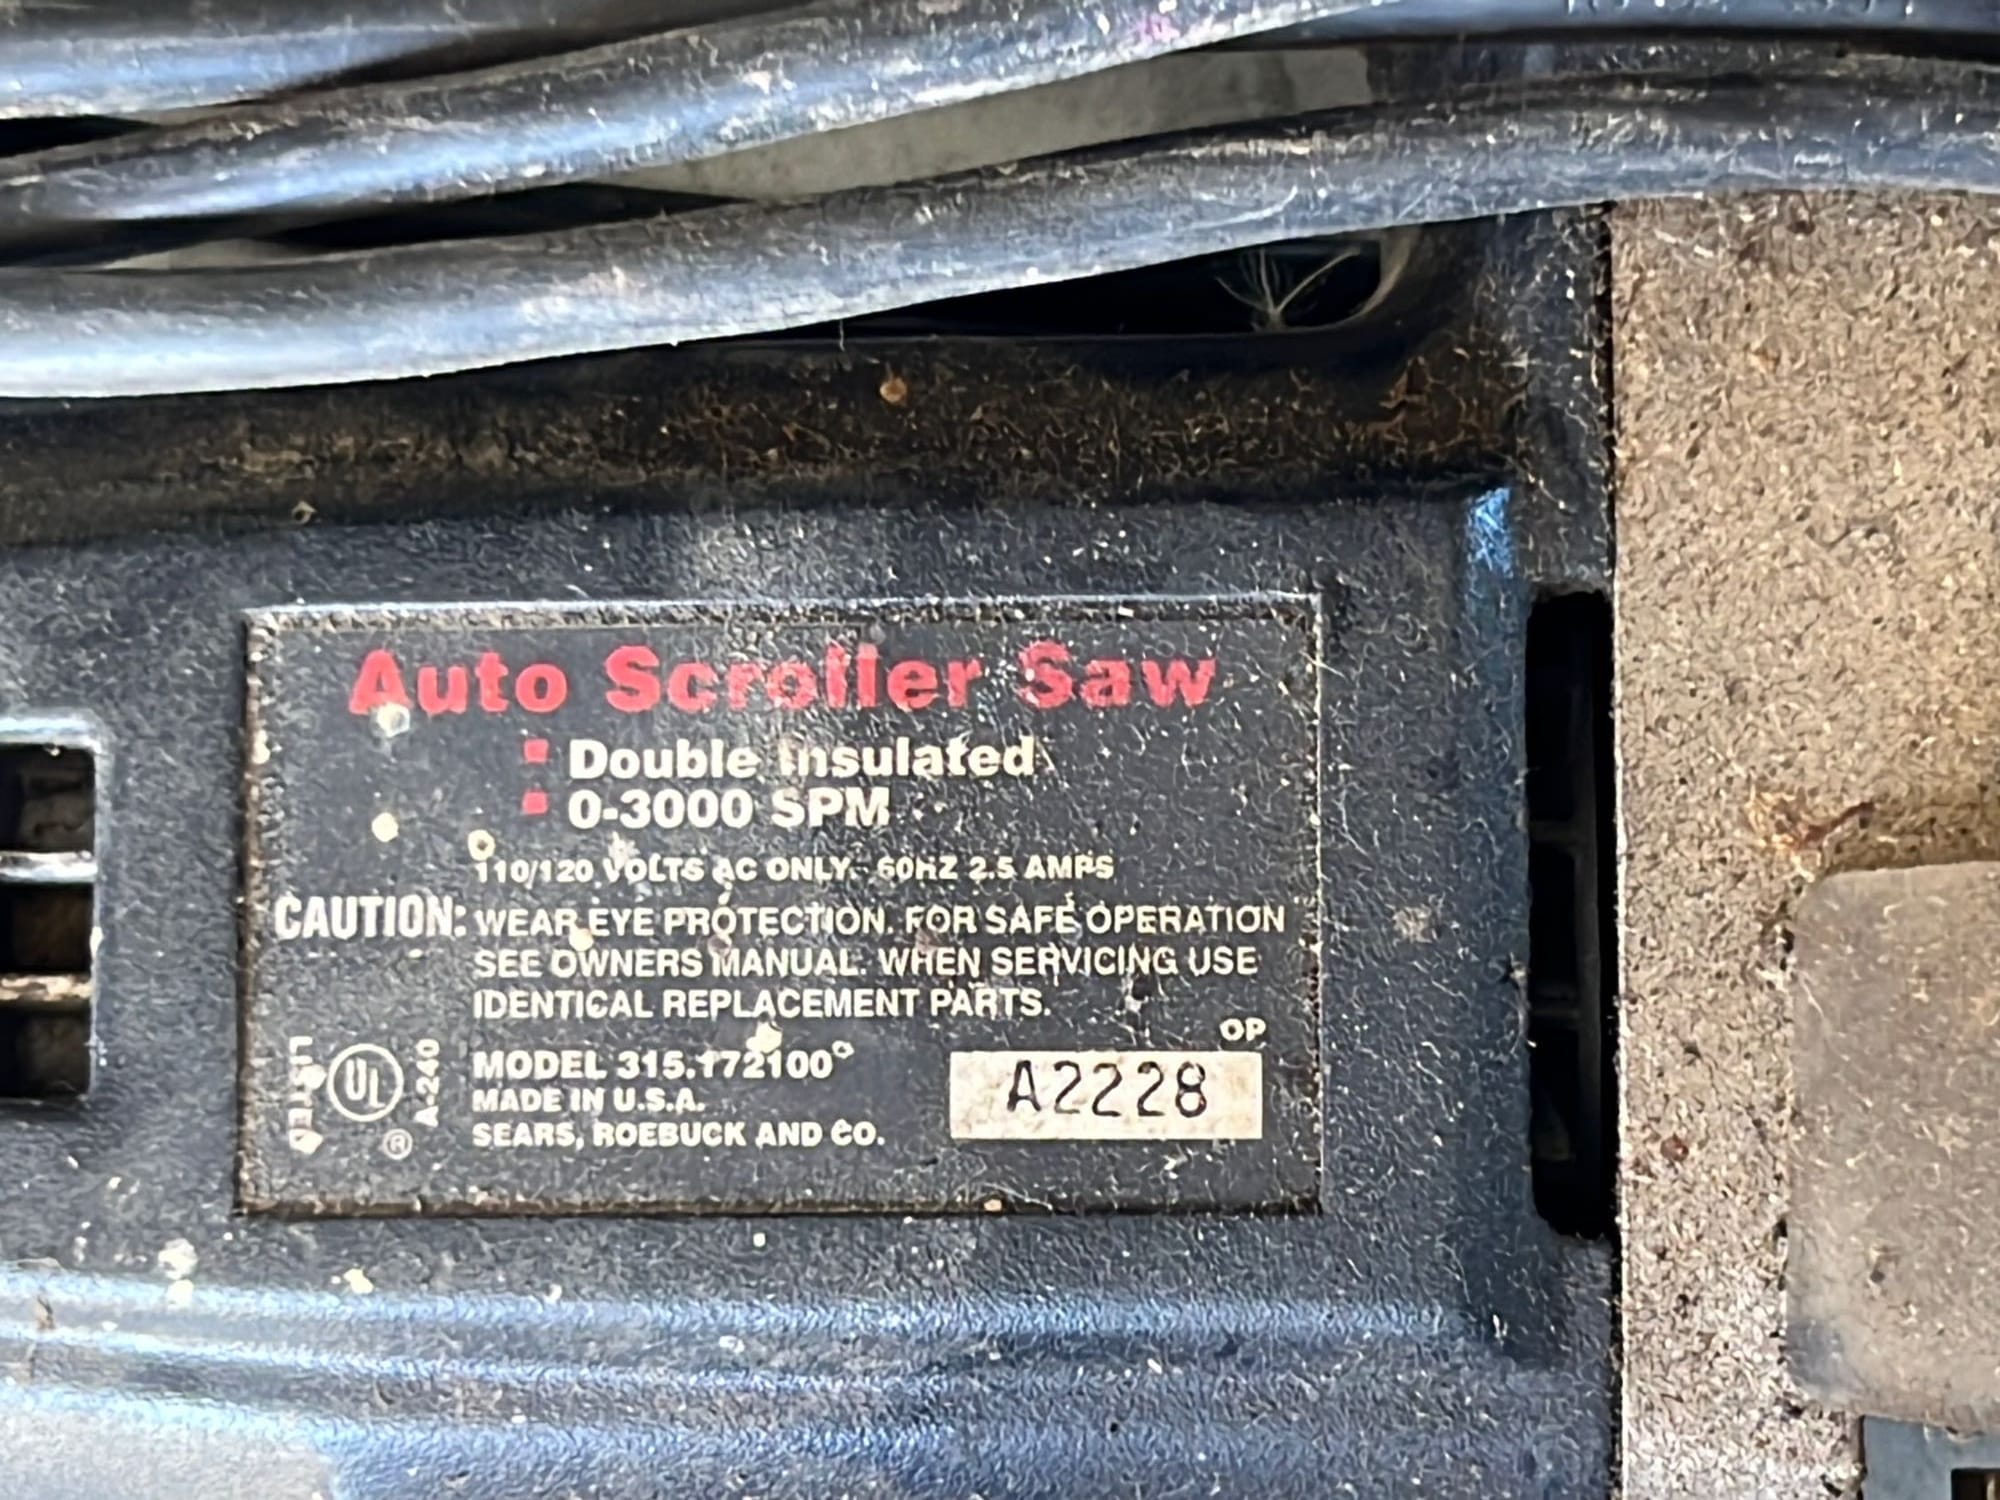 Auto Scroller Saw
Double Insulated
0-3000 SPM
110/120 VOLTS AC ONLY. 60HZ 2.5 AMPS
CAUTION: WEAR EYE PROTECTION. FOR SAFE OPERATION
SEE OWNERS MANUAL. WHEN SERVICING USE
IDENTICAL REPLACEMENT PARTS.
OP
LISTED
UL
®
A-240
MODEL 315.172100
A2228
MADE IN U.S.A.
SEARS, ROEBUCK AND CO.